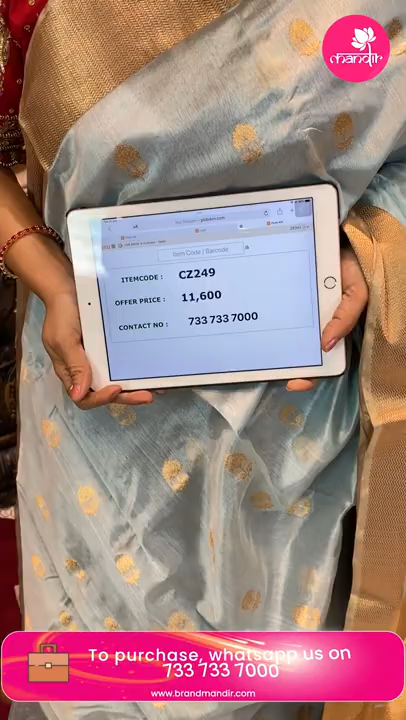 mandir
Item Code / Barcode
ITEMCODE : CZ249
OFFER PRICE : 11,600
CONTACT NO : 733 733 7000
To purchase, whatsapp us on
733 733 7000
www.brandmandir.com